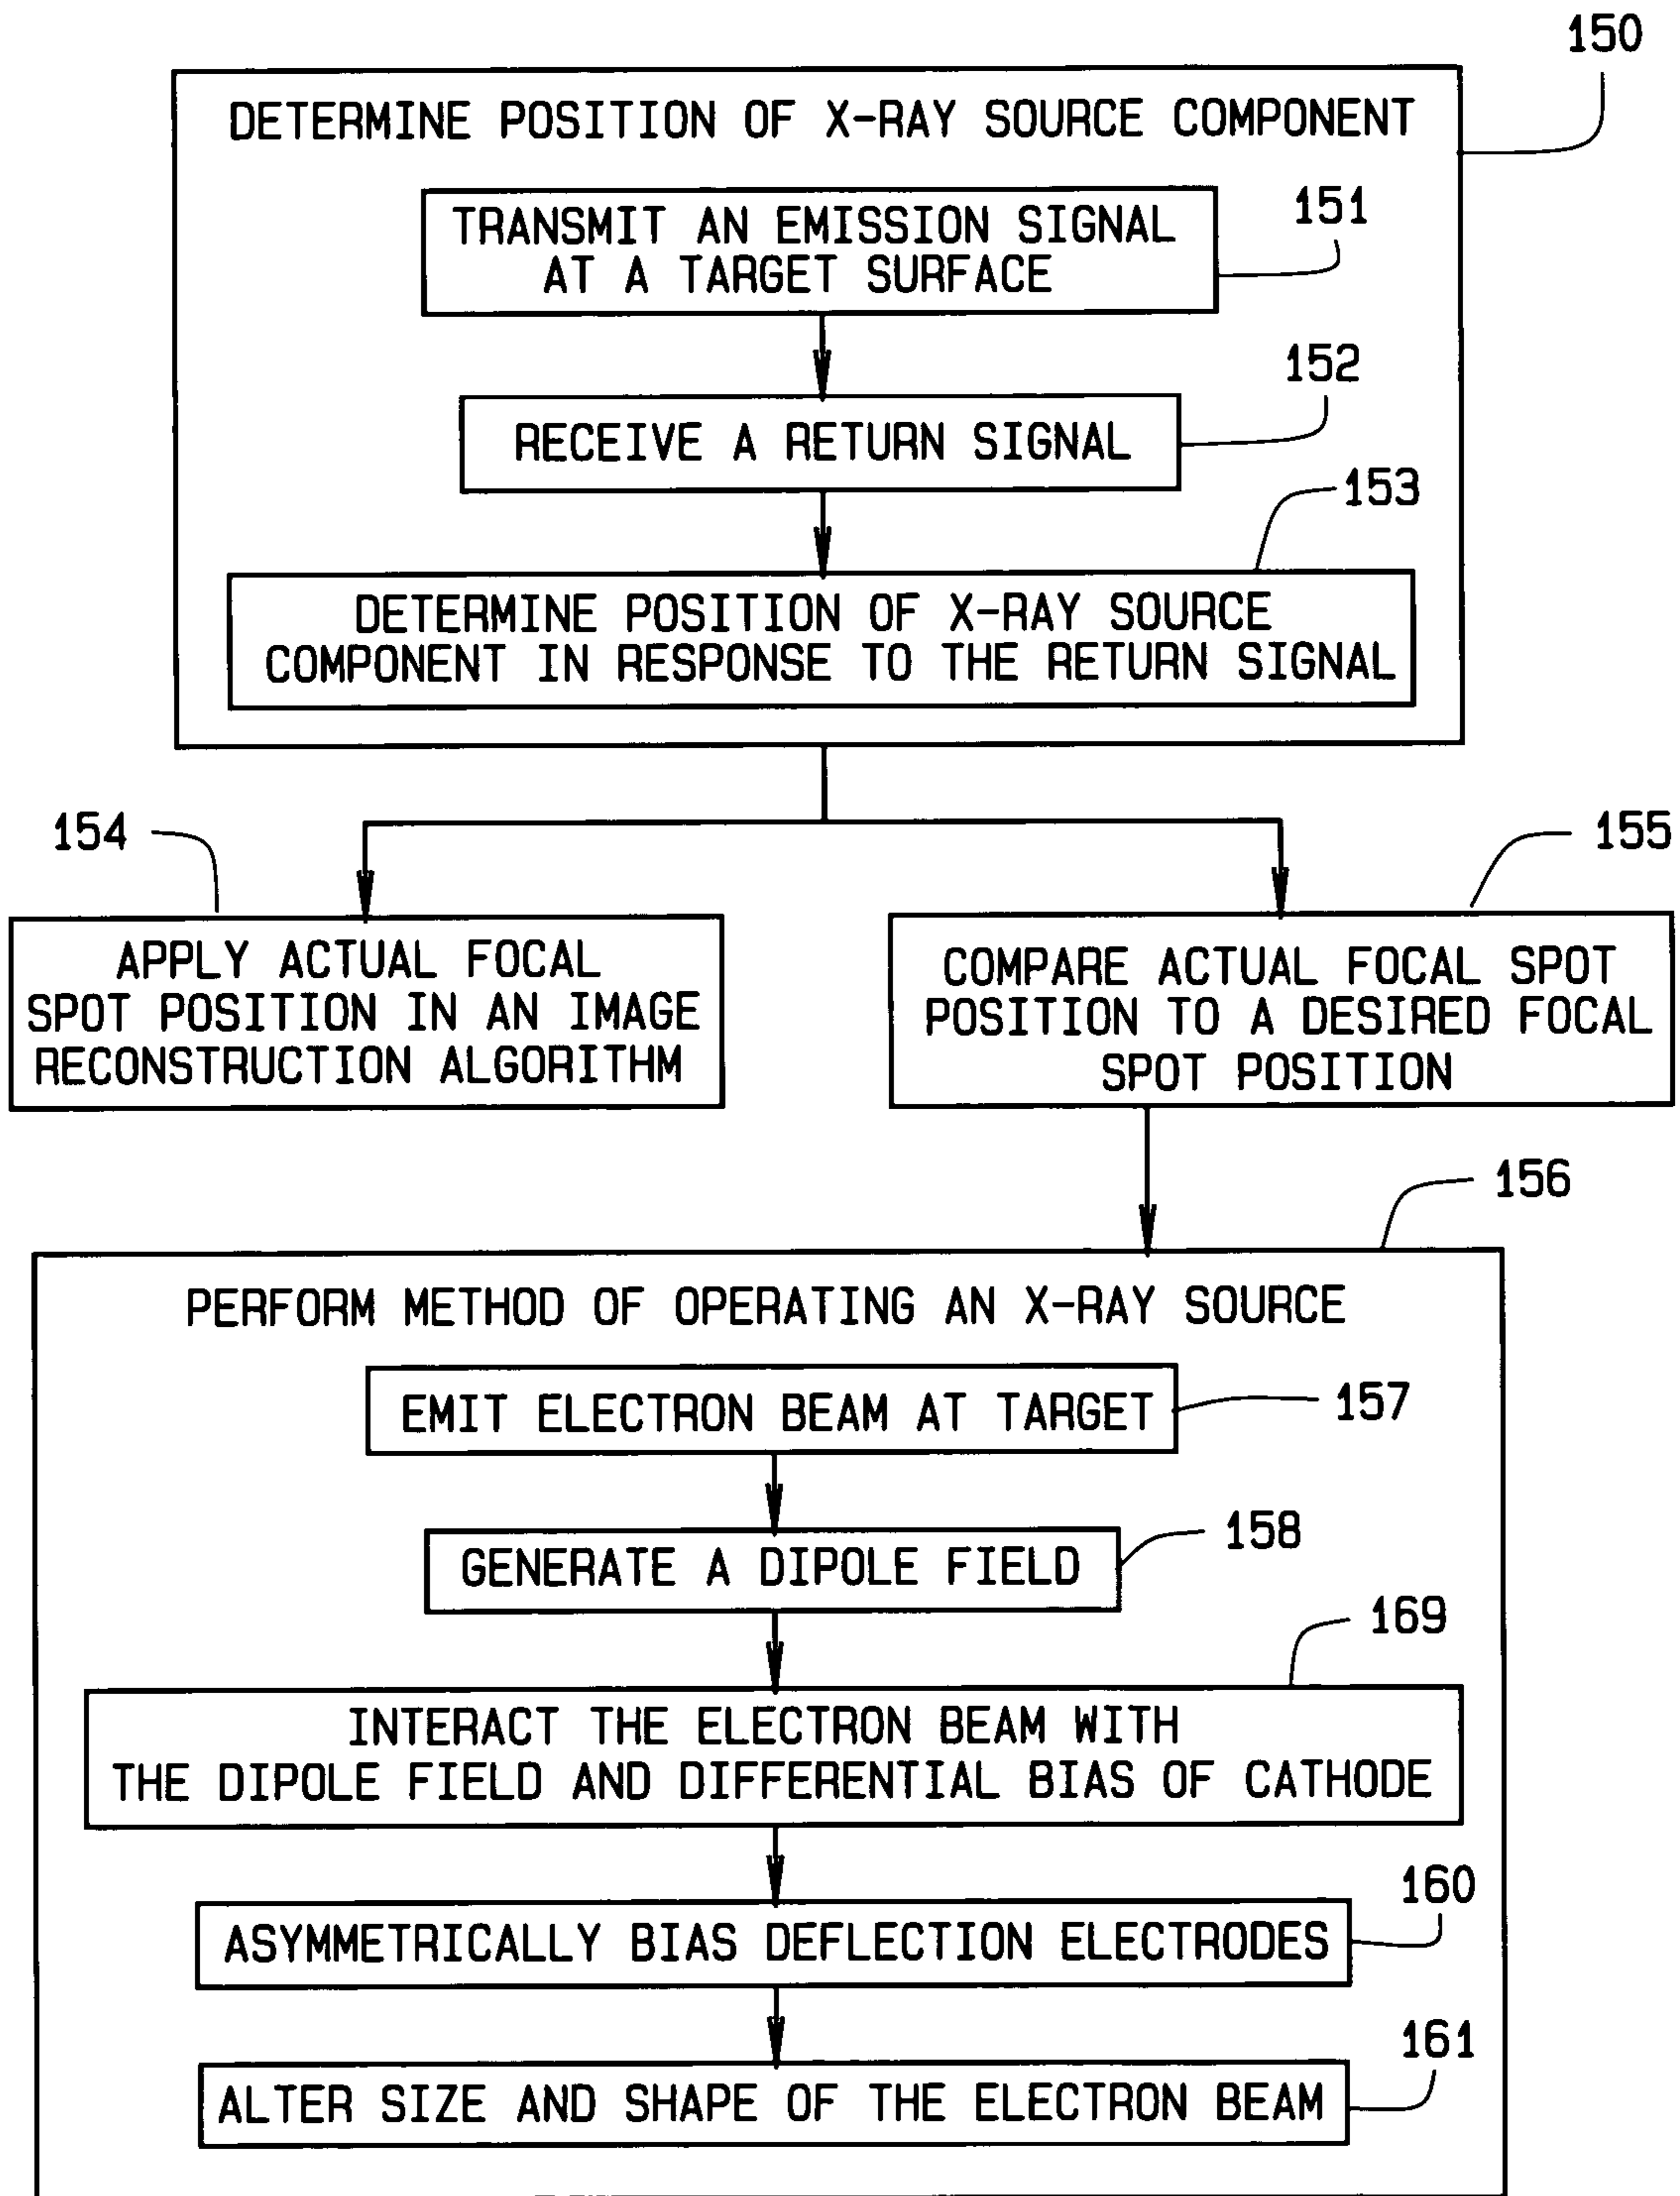 150
DETERMINE POSITION OF X-RAY SOURCE COMPONENT
151
TRANSMIT AN EMISSION SIGNAL
AT A TARGET SURFACE
152
RECEIVE A RETURN SIGNAL
153
DETERMINE POSITION OF X-RAY SOURCE
COMPONENT IN RESPONSE TO THE RETURN SIGNAL
154
APPLY ACTUAL FOCAL
SPOT POSITION IN AN IMAGE
RECONSTRUCTION ALGORITHM
155
COMPARE ACTUAL FOCAL SPOT
POSITION TO A DESIRED FOCAL
SPOT POSITION
156
PERFORM METHOD OF OPERATING AN X-RAY SOURCE
EMIT ELECTRON BEAM AT TARGET
157
GENERATE A DIPOLE FIELD
158
169
INTERACT THE ELECTRON BEAM WITH
THE DIPOLE FIELD AND DIFFERENTIAL BIAS OF CATHODE
160
ASYMMETRICALLY BIAS DEFLECTION ELECTRODES
161
ALTER SIZE AND SHAPE OF THE ELECTRON BEAM